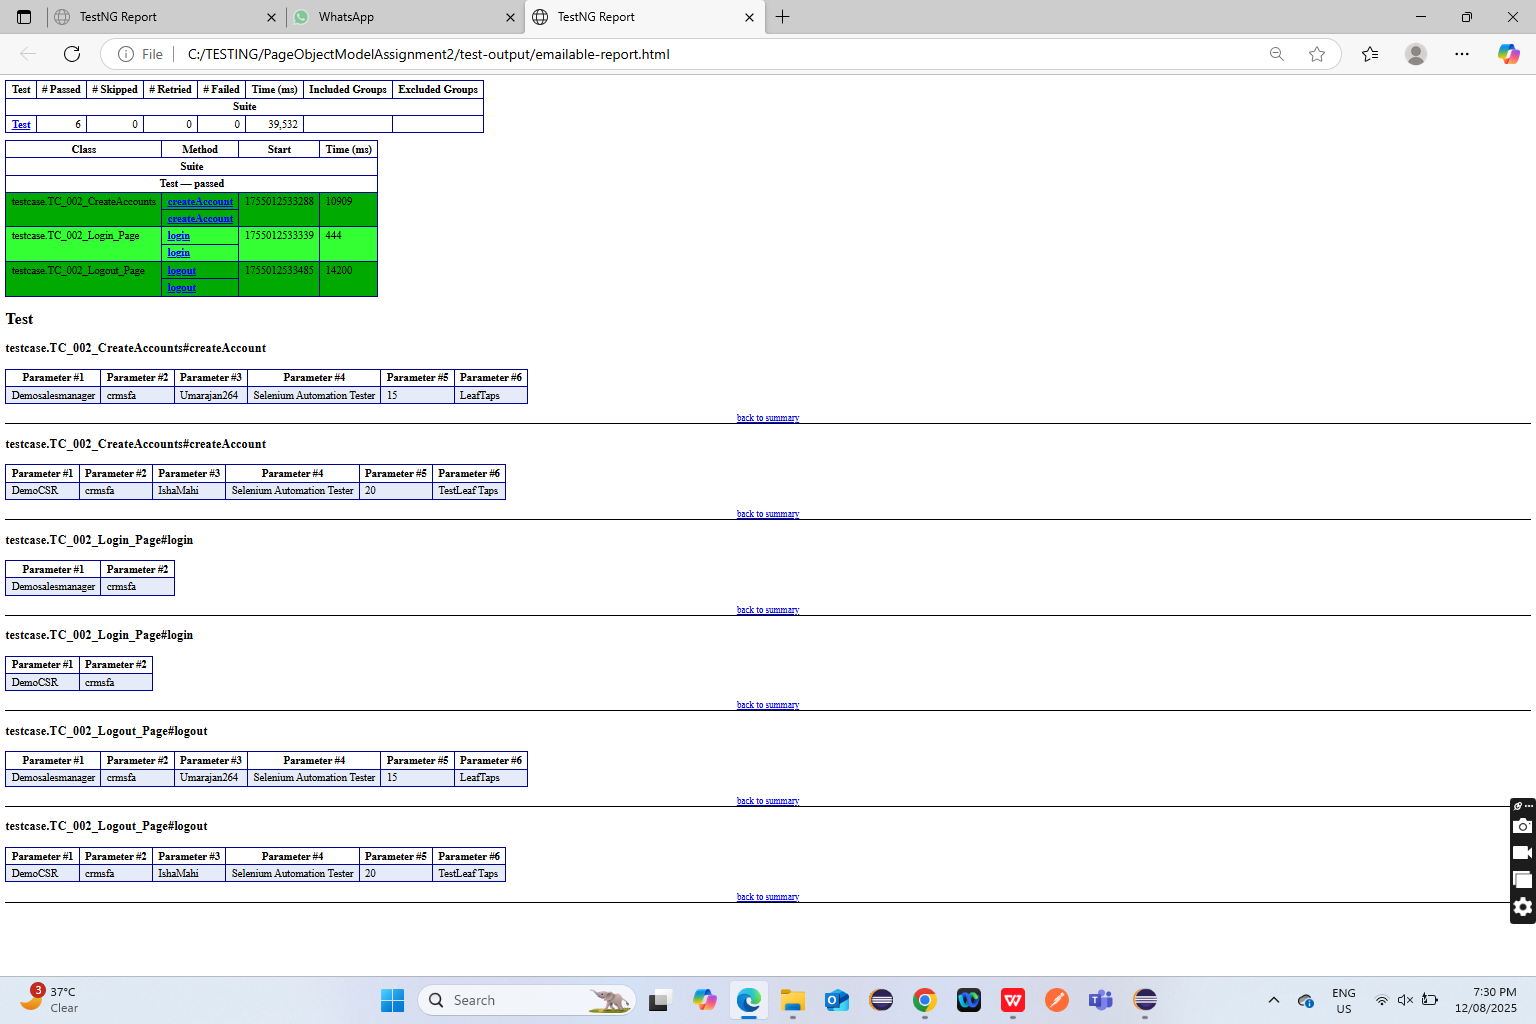 TestNG Report
WhatsApp
TestNG Report
File
C:/TESTING/PageObjectModelAssignment2/test-output/emailable-report.html
Test # Passed # Skipped # Retried # Failed Time (ms) Included Groups Excluded Groups
Suite
Test 6 0 0 0 39,532
Class Method Start Time (ms)
Suite
Test — passed
testcase.TC_002_CreateAccounts createAccount 1755012533288 10909
createAccount
testcase.TC_002_Login_Page login 1755012533339 444
login
testcase.TC_002_Logout_Page logout 1755012533485 14200
logout
Test
testcase.TC_002_CreateAccounts#createAccount
Parameter #1 Parameter #2 Parameter #3 Parameter #4 Parameter #5 Parameter #6
Demosalesmanager crmsfa Umarajan264 Selenium Automation Tester 15 LeafTaps
back to summary
testcase.TC_002_CreateAccounts#createAccount
Parameter #1 Parameter #2 Parameter #3 Parameter #4 Parameter #5 Parameter #6
DemoCSR crmsfa IshaMahi Selenium Automation Tester 20 TestLeaf Taps
back to summary
testcase.TC_002_Login_Page#login
Parameter #1 Parameter #2
Demosalesmanager crmsfa
back to summary
testcase.TC_002_Login_Page#login
Parameter #1 Parameter #2
DemoCSR crmsfa
back to summary
testcase.TC_002_Logout_Page#logout
Parameter #1 Parameter #2 Parameter #3 Parameter #4 Parameter #5 Parameter #6
Demosalesmanager crmsfa Umarajan264 Selenium Automation Tester 15 LeafTaps
back to summary
testcase.TC_002_Logout_Page#logout
Parameter #1 Parameter #2 Parameter #3 Parameter #4 Parameter #5 Parameter #6
DemoCSR crmsfa IshaMahi Selenium Automation Tester 20 TestLeaf Taps
back to summary
3
37°C
Clear
Search
ENG
US
7:30 PM
12/08/2025